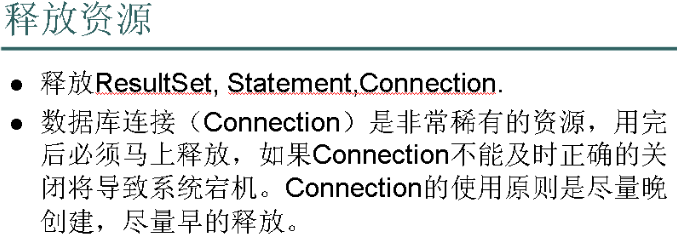 释放资源
● 释放ResultSet, Statement,Connection.
● 数据库连接（Connection）是非常稀有的资源，用完
后必须马上释放，如果Connection不能及时正确的关
闭将导致系统宕机。Connection的使用原则是尽量晚
创建，尽量早的释放。